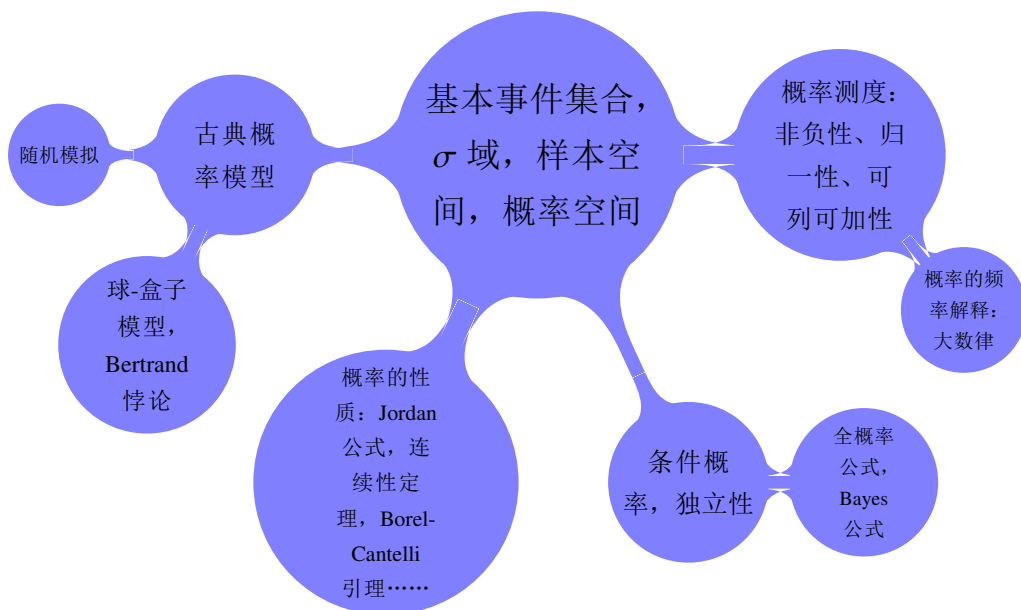 基本事件集合，
σ 域，样本空
间，概率空间
概率测度：
非负性、归
一性、可
列可加性
概率的频
率解释：
大数律
古典概
率模型
随机模拟
球-盒子
模型，
Bertrand
悖论
概率的性
质：Jordan
公式，连
续性定
理，Borel-
Cantelli
引理……
条件概
率，独立性
全概率
公式，
Bayes
公式